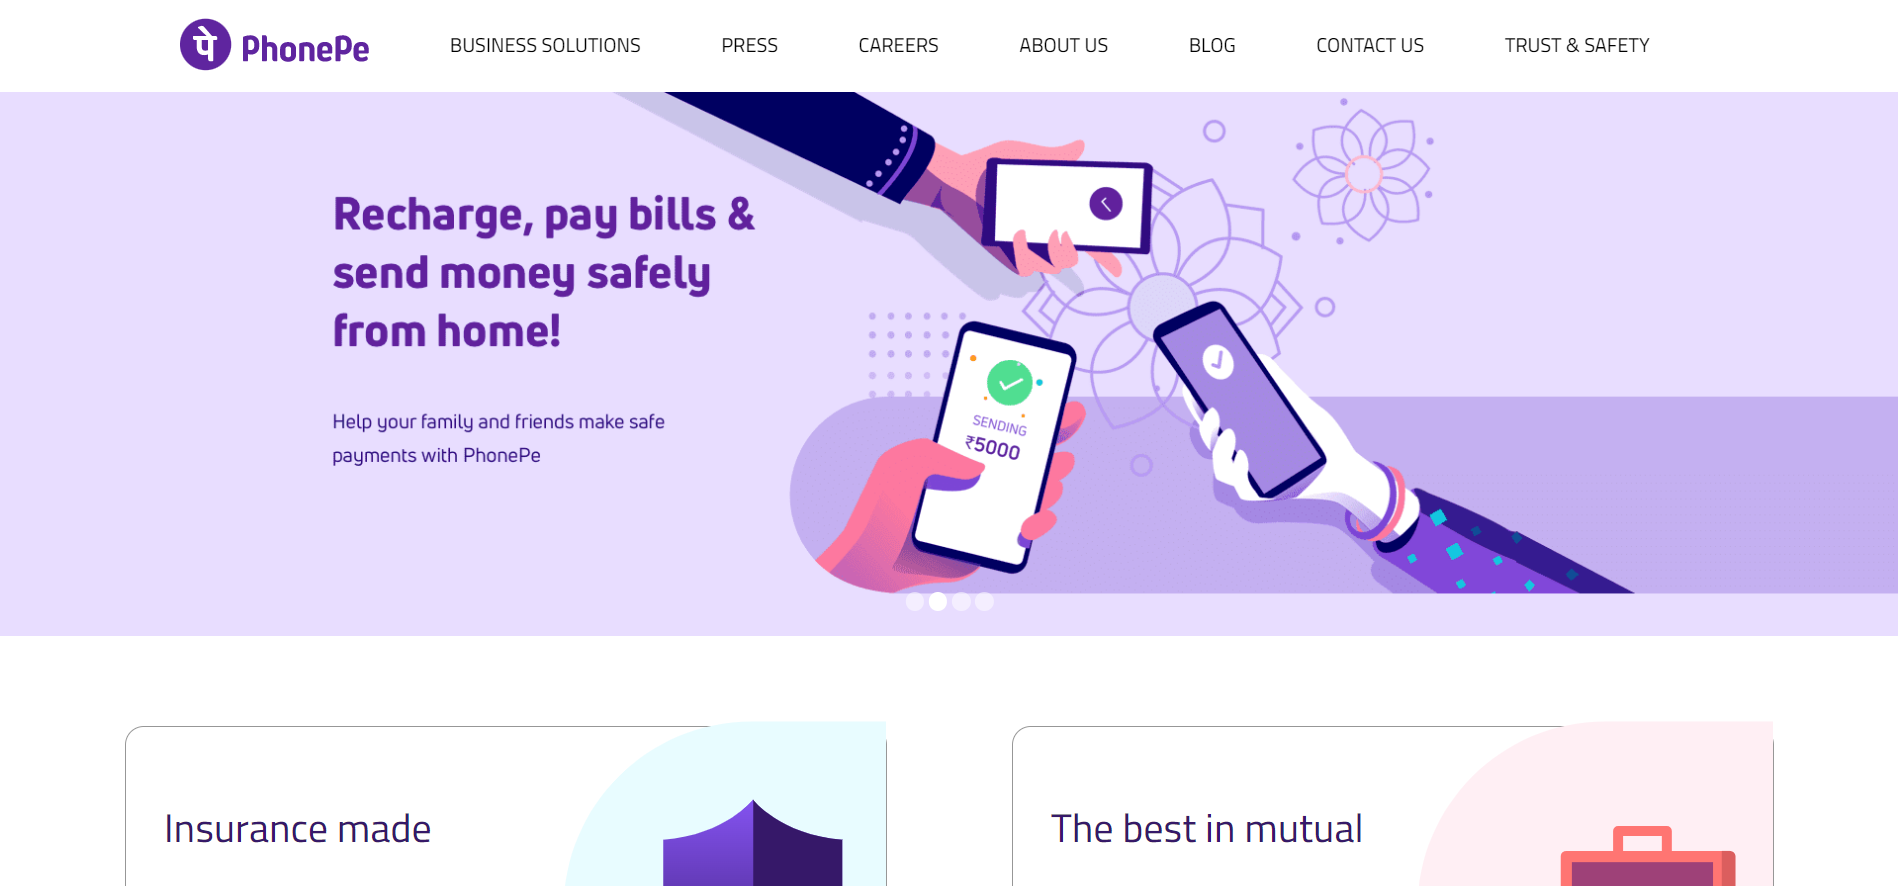 पे PhonePe
BUSINESS SOLUTIONS
PRESS
CAREERS
ABOUT US
BLOG
CONTACT US
TRUST & SAFETY
Recharge, pay bills &
send money safely
from home!
Help your family and friends make safe
payments with PhonePe
SENDING
₹5000
Insurance made
The best in mutual